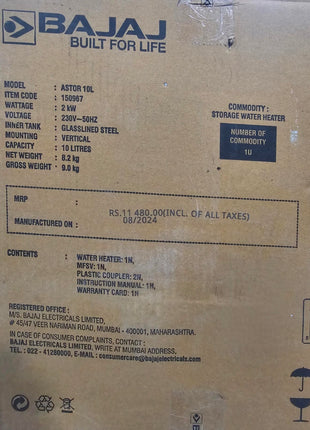 BAJAJ
BUILT FOR LIFE
MODEL : ASTOR 10L
ITEM CODE : 150967
WATTAGE : 2 kW
VOLTAGE : 230V~50HZ
INNER TANK : GLASSLINED STEEL
MOUNTING : VERTICAL
CAPACITY : 10 LITRES
NET WEIGHT : 8.2 kg
GROSS WEIGHT : 9.0 kg
COMMODITY :
STORAGE WATER HEATER
NUMBER OF
COMMODITY
1U
MRP : RS.11 480.00(INCL. OF ALL TAXES)
MANUFACTURED ON : 08/2024
CONTENTS : WATER HEATER: 1N,
MFSV: 1N,
PLASTIC COUPLER: 2N,
INSTRUCTION MANUAL: 1N,
WARRANTY CARD: 1N
REGISTERED OFFICE :
M/S. BAJAJ ELECTRICALS LIMITED,
# 45/47 VEER NARIMAN ROAD, MUMBAI - 400001, MAHARASHTRA.
IN CASE OF CONSUMER COMPLAINTS, CONTACT:
BAJAJ ELECTRICALS LIMITED, WRITE AT MUMBAI ADDRESS.
TEL. : 022 - 41280000, E-MAIL : consumercare@bajajelectricals.com